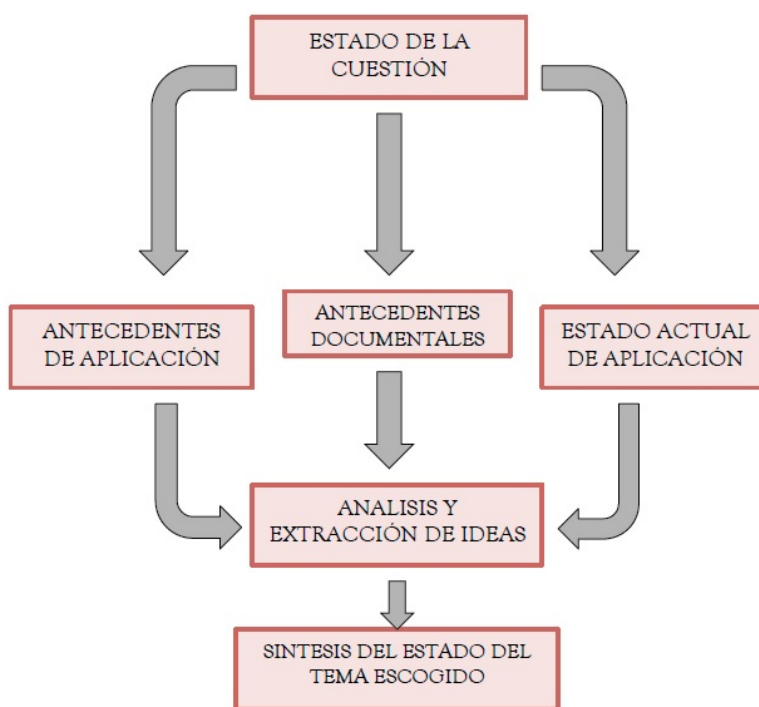 ESTADO DE LA
CUESTIÓN
ANTECEDENTES
DE APLICACIÓN
ANTECEDENTES
DOCUMENTALES
ESTADO ACTUAL
DE APLICACIÓN
ANALISIS Y
EXTRACCIÓN DE IDEAS
SINTESIS DEL ESTADO DEL
TEMA ESCOGIDO